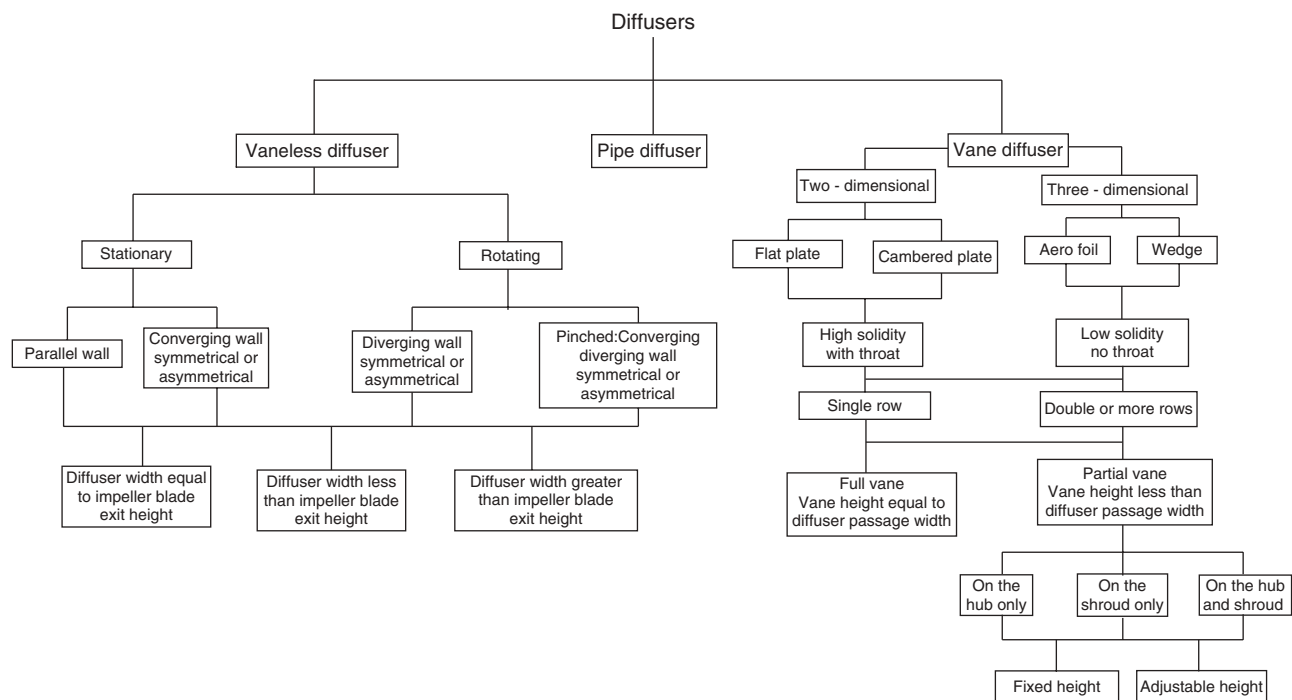 Diffusers
Vaneless diffuser
Pipe diffuser
Vane diffuser
Two - dimensional
Three - dimensional
Stationary
Rotating
Flat plate
Cambered plate
Aero foil
Wedge
Parallel wall
Converging wall
symmetrical or
asymmetrical
Diverging wall
symmetrical or
asymmetrical
Pinched:Converging
diverging wall
symmetrical or
asymmetrical
High solidity
with throat
Low solidity
no throat
Single row
Double or more rows
Diffuser width equal
to impeller blade
exit height
Diffuser width less
than impeller blade
exit height
Diffuser width greater
than impeller blade
exit height
Full vane
Vane height equal to
diffuser passage width
Partial vane
Vane height less than
diffuser passage width
On the
hub only
On the
shroud only
On the hub
and shroud
Fixed height
Adjustable height